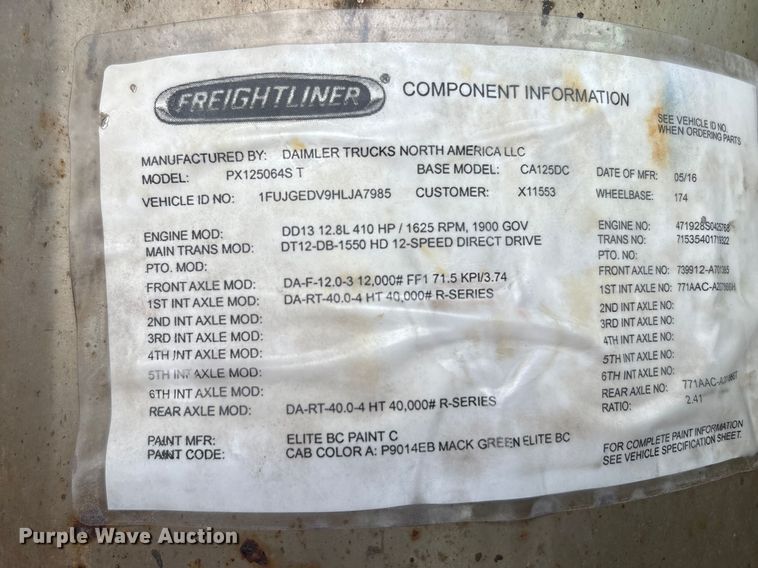 FREIGHTLINER ® COMPONENT INFORMATION
SEE VEHICLE ID NO.
WHEN ORDERING PARTS
MANUFACTURED BY: DAIMLER TRUCKS NORTH AMERICA LLC
MODEL: PX125064S T BASE MODEL: CA125DC DATE OF MFR: 05/16
VEHICLE ID NO: 1FUJGEDV9HLJA7985 CUSTOMER: X11553 WHEELBASE: 174
ENGINE MOD: DD13 12.8L 410 HP / 1625 RPM, 1900 GOV ENGINE NO:
MAIN TRANS MOD: DT12-DB-1550 HD 12-SPEED DIRECT DRIVE TRANS NO:
PTO. MOD: PTO. NO:
FRONT AXLE MOD: DA-F-12.0-3 12,000# FF1 71.5 KPI/3.74 FRONT AXLE NO:
1ST INT AXLE MOD: DA-RT-40.0-4 HT 40,000# R-SERIES 1ST INT AXLE NO:
2ND INT AXLE MOD: 2ND INT AXLE NO:
3RD INT AXLE MOD: 3RD INT AXLE NO:
4TH INT AXLE MOD: 4TH INT AXLE NO:
5TH INT AXLE MOD: 5TH INT AXLE NO:
6TH INT AXLE MOD: 6TH INT AXLE NO:
REAR AXLE MOD: DA-RT-40.0-4 HT 40,000# R-SERIES REAR AXLE NO:
RATIO: 2.41
PAINT MFR: ELITE BC PAINT C
PAINT CODE: CAB COLOR A: P9014EB MACK GREEN ELITE BC
FOR COMPLETE PAINT INFORMATION
SEE VEHICLE SPECIFICATION SHEET.
Purple Wave Auction